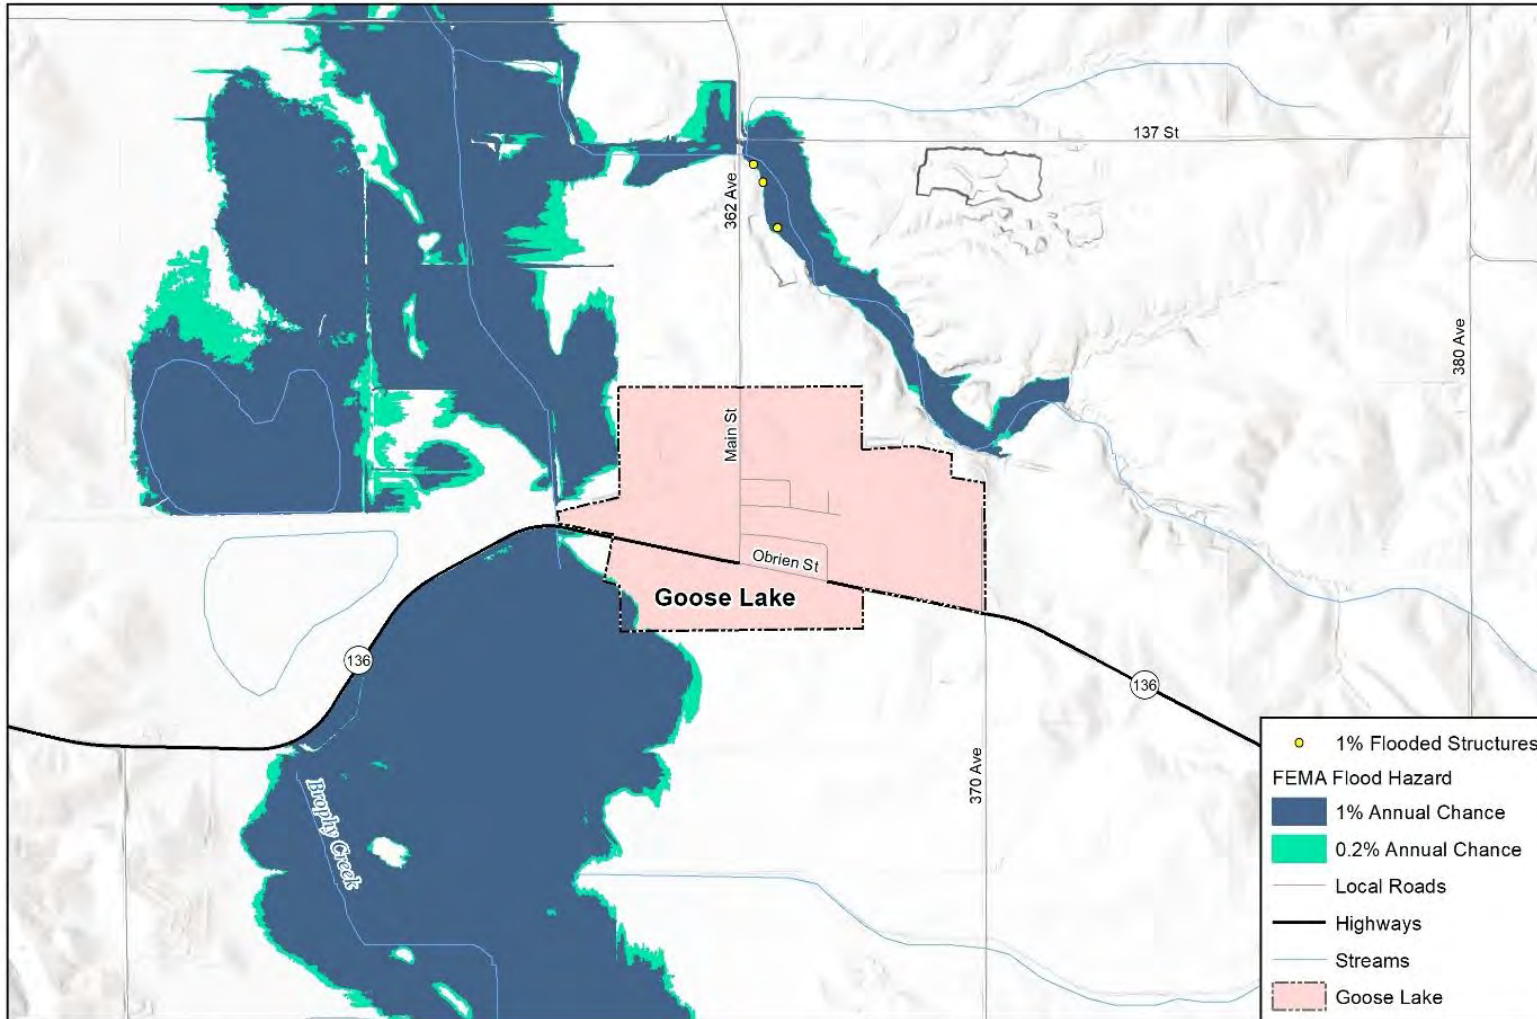 137 St
362 Ave
380 Ave
Main St
Obrien St
Goose Lake
136
136
370 Ave
Brophy Creek
1% Flooded Structures
FEMA Flood Hazard
1% Annual Chance
0.2% Annual Chance
Local Roads
Highways
Streams
Goose Lake